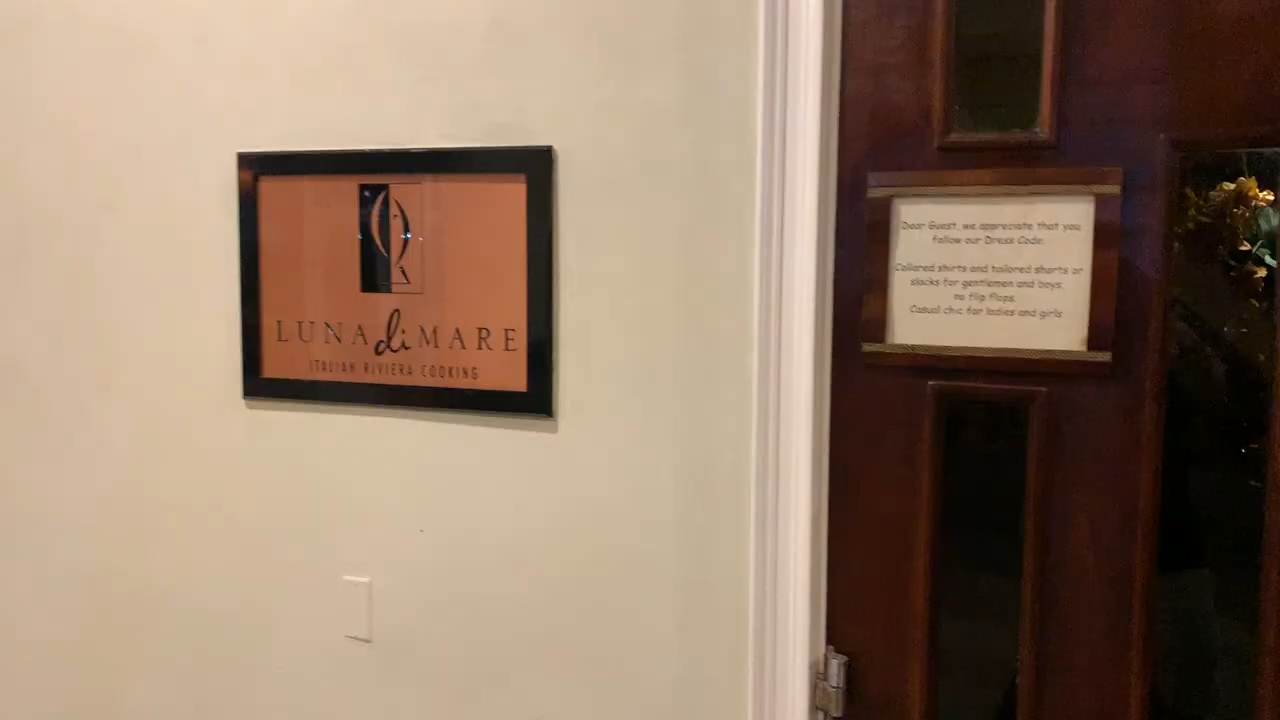 LUNA di MARE
ITALIAN RIVIERA COOKING
Dear Guest, we appreciate that you
follow our Dress Code.
Collared shirts and tailored shorts or
slacks for gentlemen and boys,
no flip flops.
Casual chic for ladies and girls